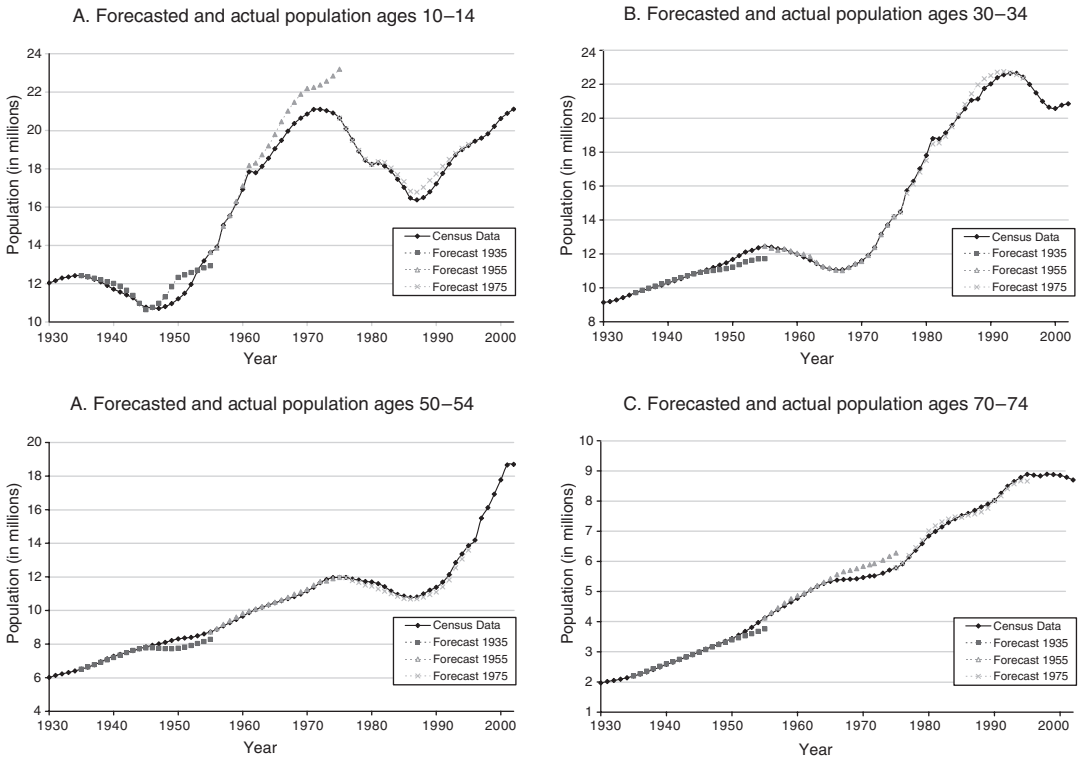 A. Forecasted and actual population ages 10–14
Population (in millions)
24
22
20
18
16
14
12
10
1930 1940 1950 1960 1970 1980 1990 2000
Year
Census Data
Forecast 1935
Forecast 1955
Forecast 1975
B. Forecasted and actual population ages 30–34
Population (in millions)
24
22
20
18
16
14
12
10
8
1930 1940 1950 1960 1970 1980 1990 2000
Year
Census Data
Forecast 1935
Forecast 1955
Forecast 1975
A. Forecasted and actual population ages 50–54
Population (in millions)
20
18
16
14
12
10
8
6
4
1930 1940 1950 1960 1970 1980 1990 2000
Year
Census Data
Forecast 1935
Forecast 1955
Forecast 1975
C. Forecasted and actual population ages 70–74
Population (in millions)
10
9
8
7
6
5
4
3
2
1
1930 1940 1950 1960 1970 1980 1990 2000
Year
Census Data
Forecast 1935
Forecast 1955
Forecast 1975